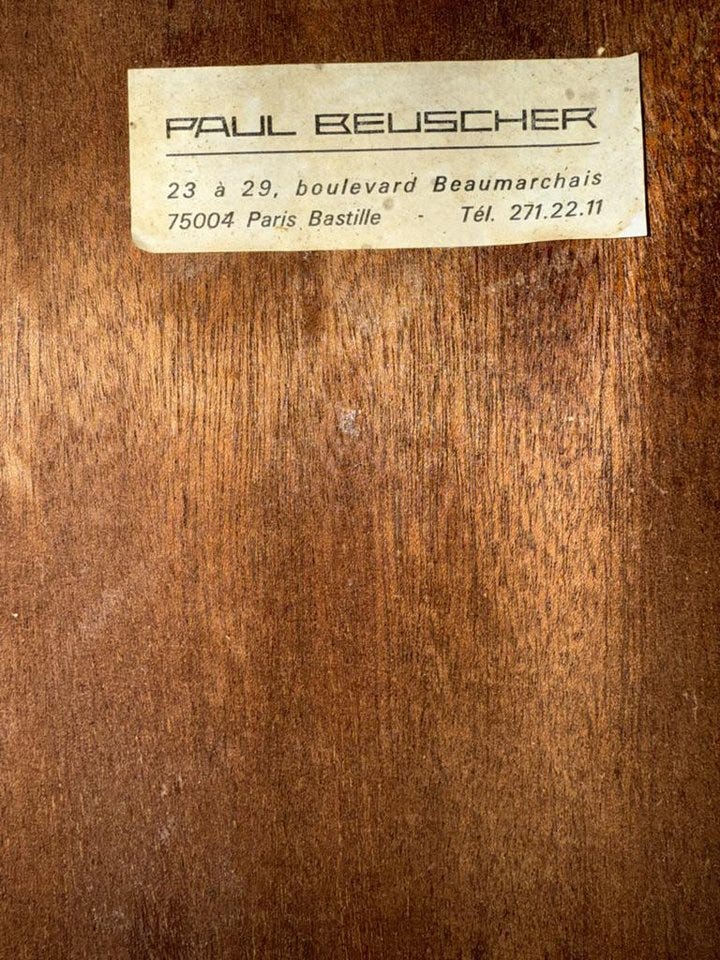 PAUL BEUSCHER
23 à 29, boulevard Beaumarchais
75004 Paris Bastille - Tél. 271.22.11